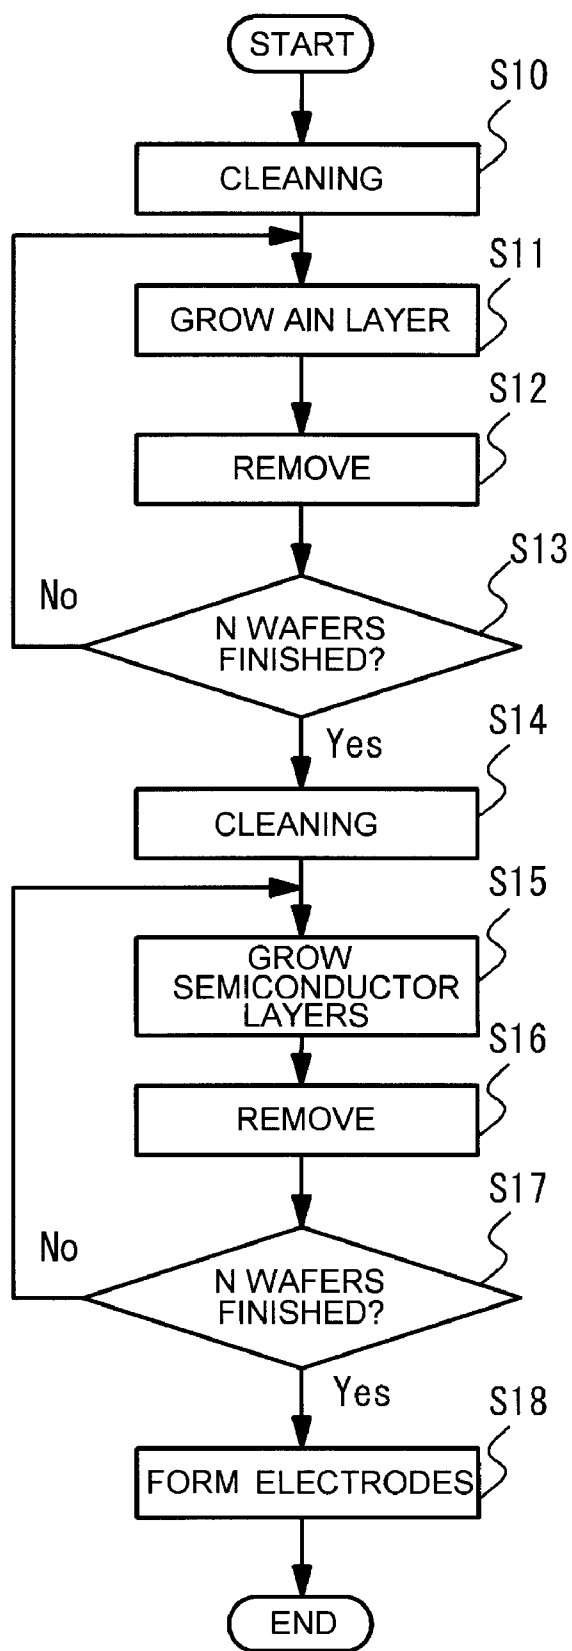 START
S10
CLEANING
S11
GROW AlN LAYER
S12
REMOVE
S13
No
N WAFERS
FINISHED?
Yes
S14
CLEANING
S15
GROW
SEMICONDUCTOR
LAYERS
S16
REMOVE
S17
No
N WAFERS
FINISHED?
Yes
S18
FORM ELECTRODES
END